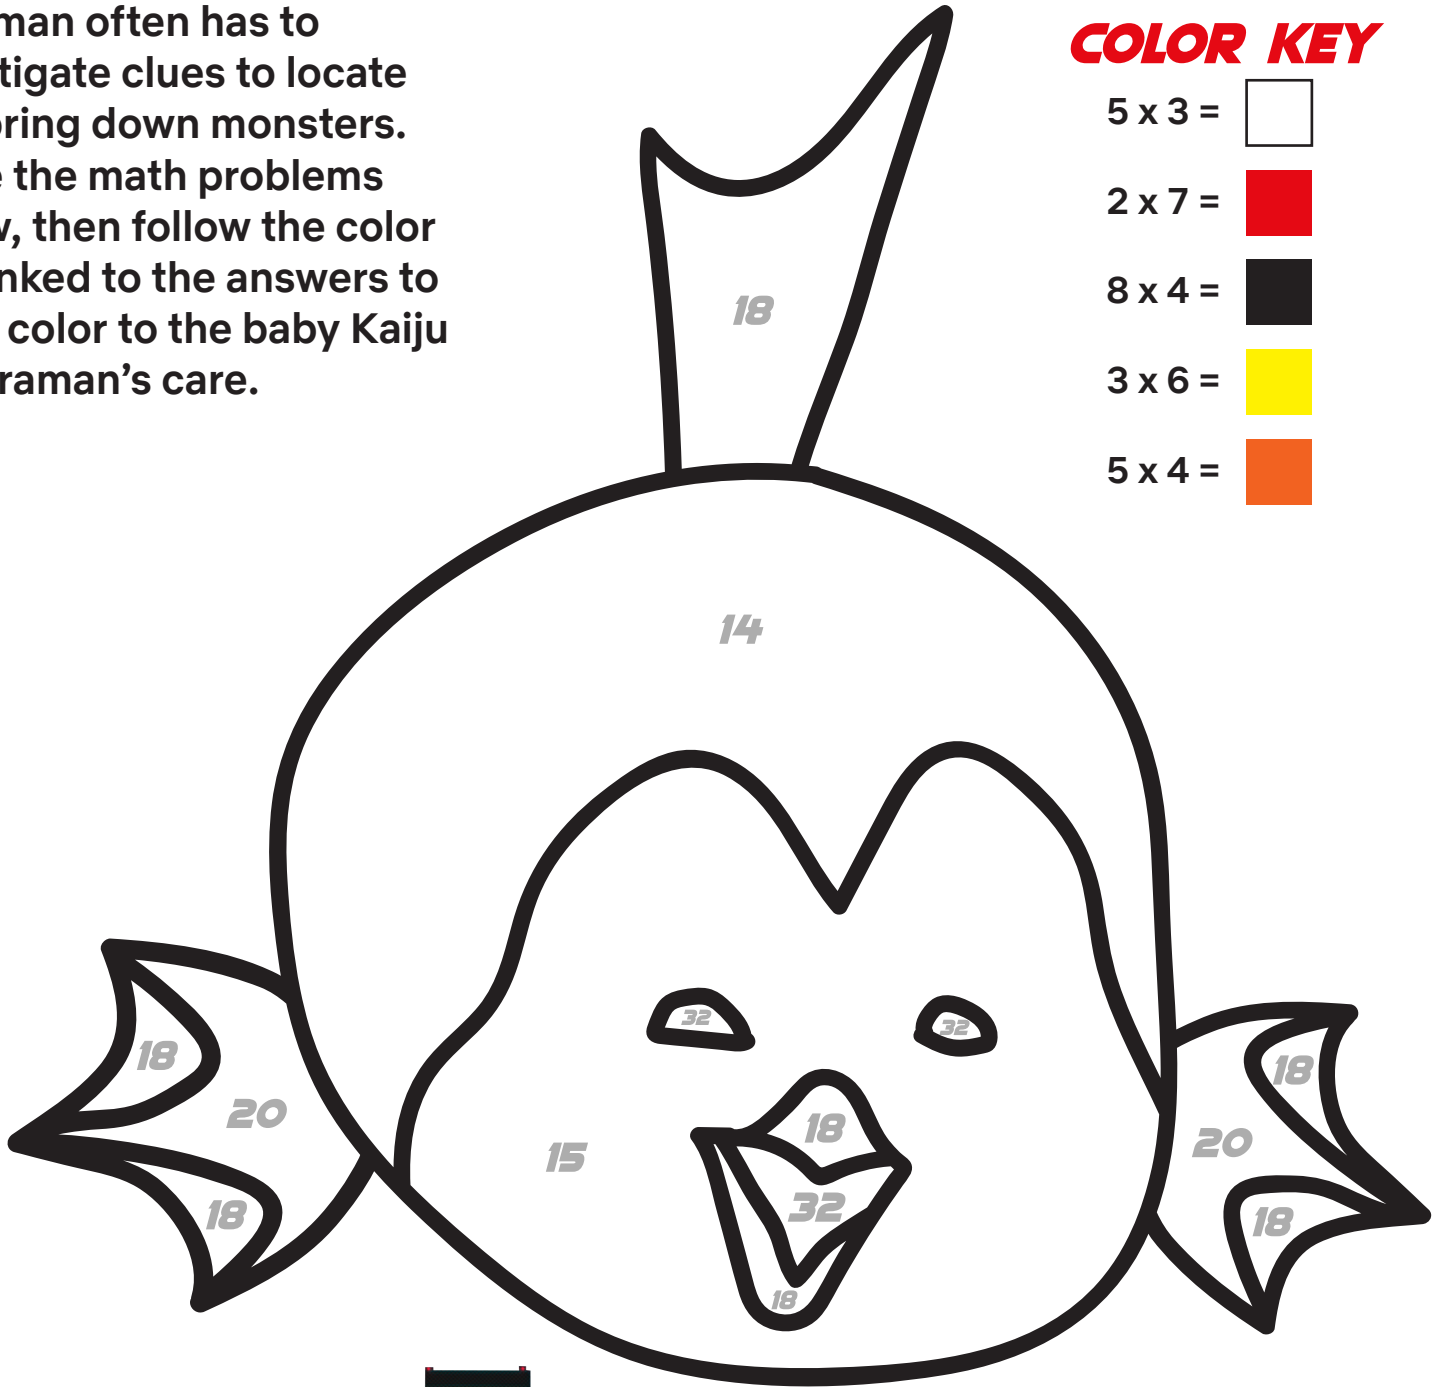 man often has to
tigate clues to locate
bring down monsters.
e the math problems
w, then follow the color
nked to the answers to
color to the baby Kaiju
raman's care.
COLOR KEY
5 x 3 =
2 x 7 =
8 x 4 =
3 x 6 =
5 x 4 =
18
14
32
32
18
18
18
20
20
15
32
18
18
18